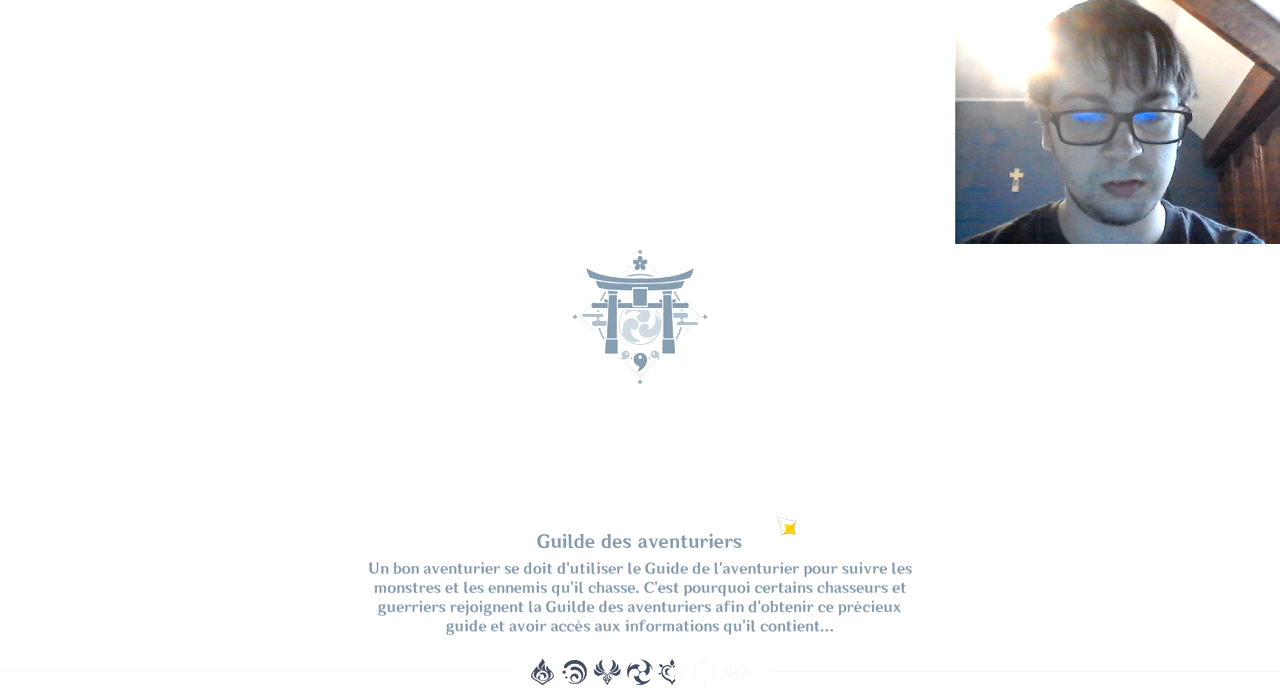 Guilde des aventuriers
Un bon aventurier se doit d'utiliser le Guide de l'aventurier pour suivre les
monstres et les ennemis qu'il chasse. C'est pourquoi certains chasseurs et
guerriers rejoignent la Guilde des aventuriers afin d'obtenir ce précieux
guide et avoir accès aux informations qu'il contient...